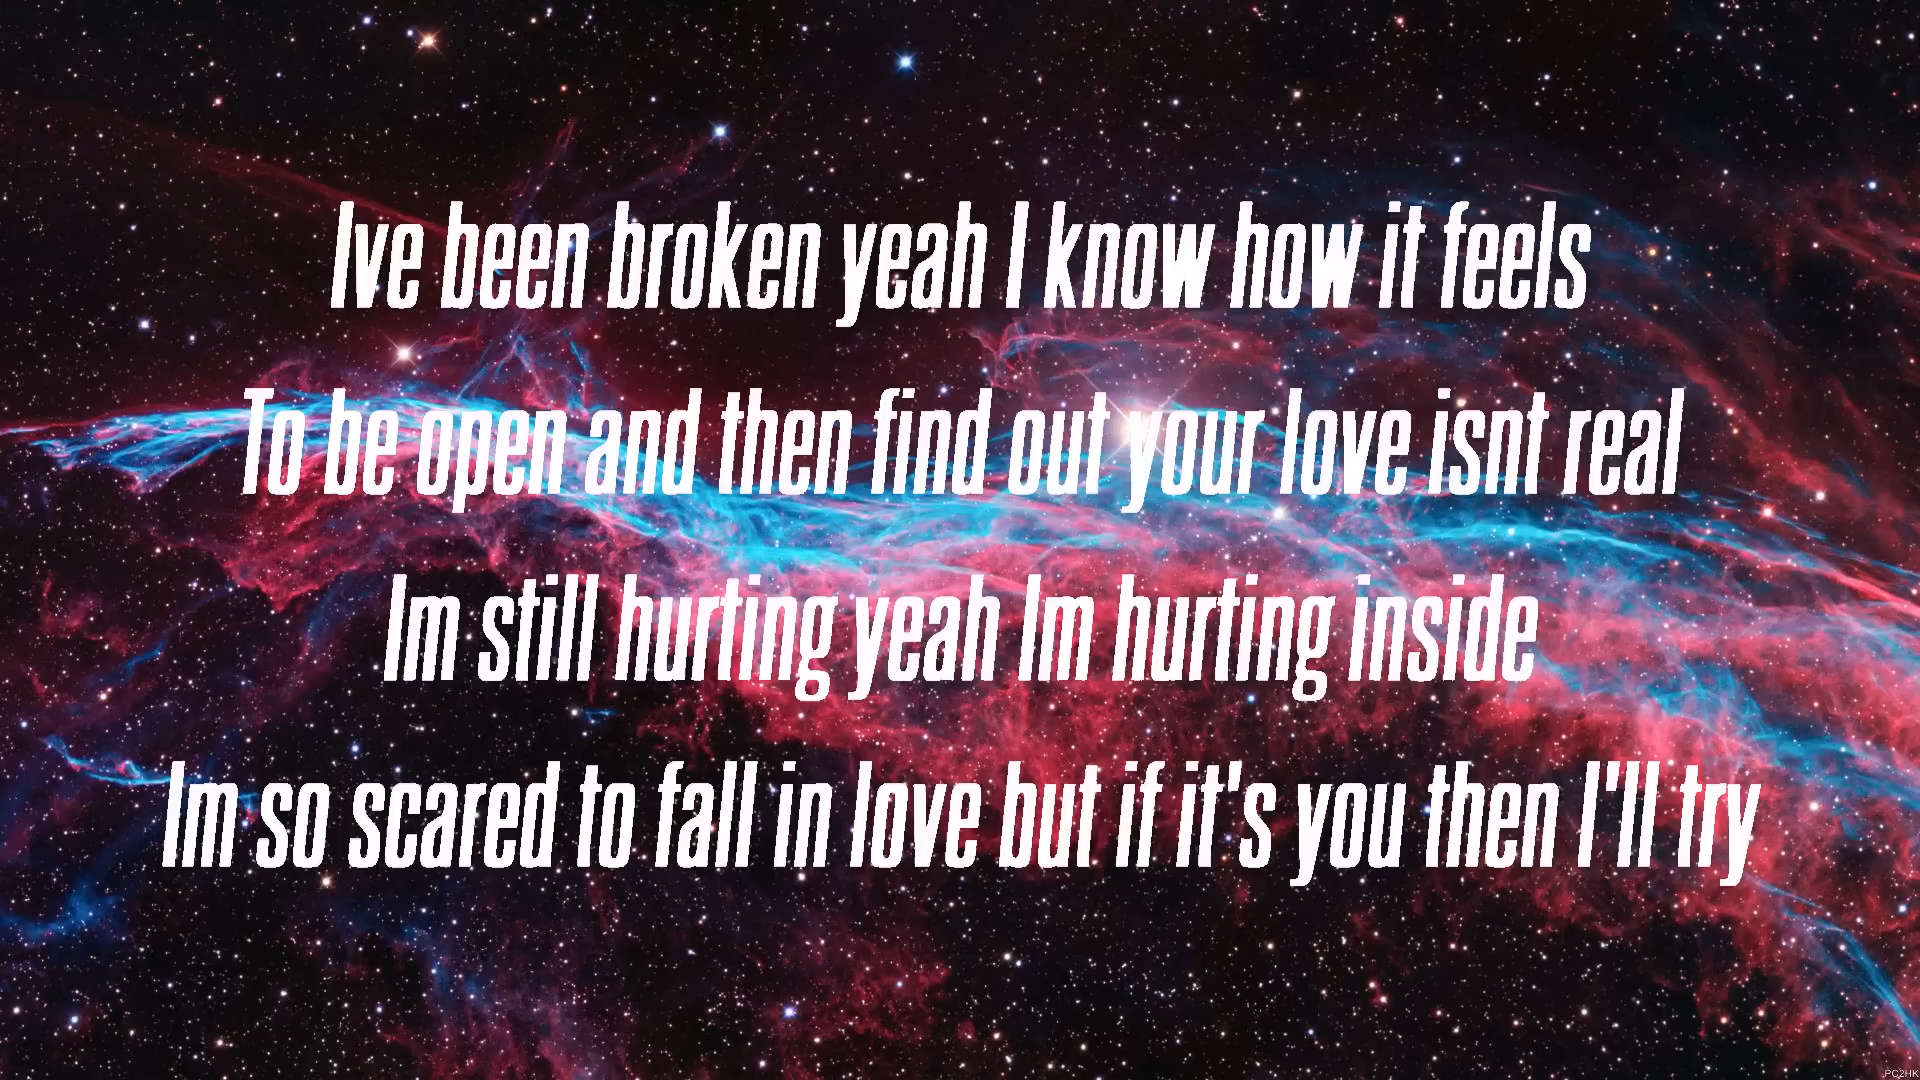 Ive been broken yeah I know how it feels
To be open and then find out your love isnt real
Im still hurting yeah Im hurting inside
Im so scared to fall in love but if it's you then I'll try
PC2HK